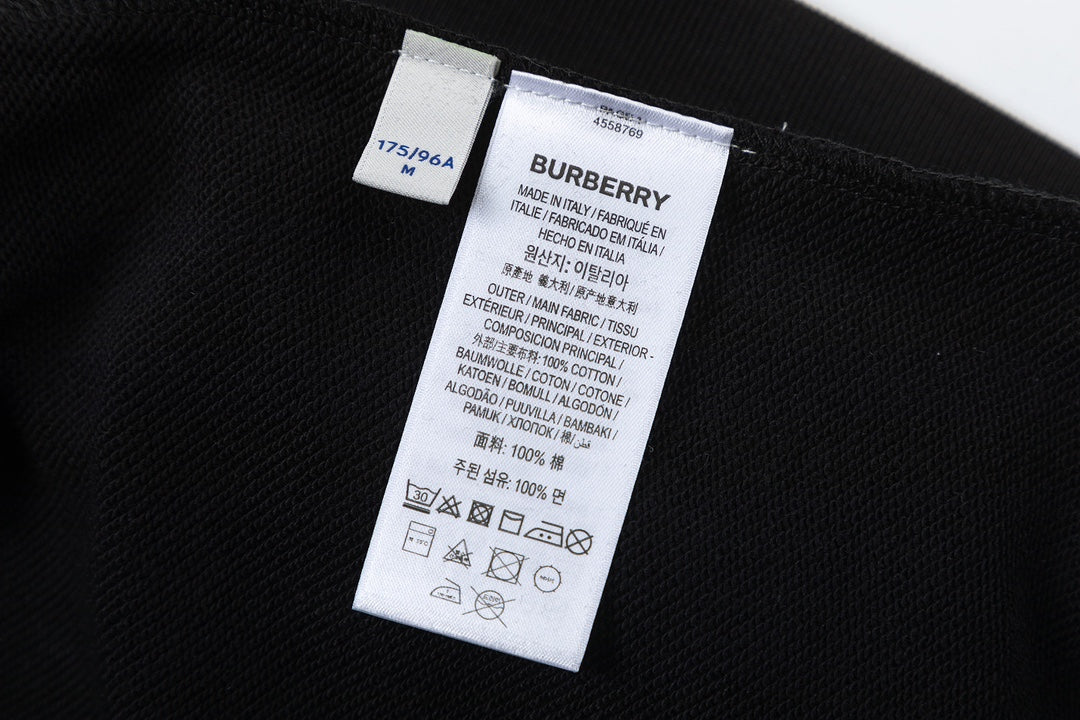 175/96A
M
PAGE: 1
4558769
BURBERRY
MADE IN ITALY / FABRIQUÉ EN
ITALIE / FABRICADO EM ITÁLIA /
HECHO EN ITALIA
원산지: 이탈리아
原產地 義大利/原产地意大利
OUTER / MAIN FABRIC / TISSU
EXTÉRIEUR / PRINCIPAL / EXTERIOR -
COMPOSICION PRINCIPAL /
外部/主要布料:100% COTTON /
BAUMWOLLE / COTON / COTONE /
KATOEN / BOMULL / ALGODÓN /
ALGODÃO / PUUVILLA / BAMBAKI /
PAMUK / ХЛОПОК / 棉/ قطن
面料: 100% 棉
주된 섬유: 100% 면
30